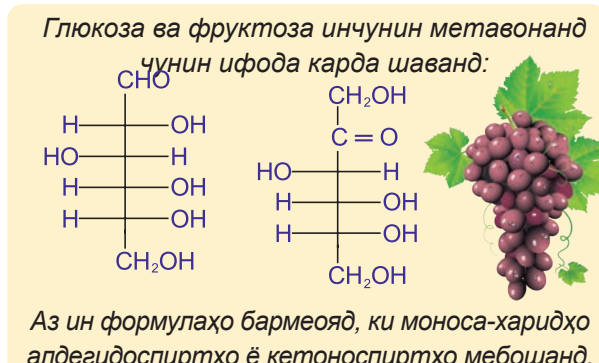 Глюкоза ва фруктоза инчунин метавонанд
чунин ифода карда шаванд:
CHO
H OH
HO H
H OH
H OH
CH₂OH
CH₂OH
C = O
HO H
H OH
H OH
CH₂OH
Аз ин формулаҳо бармеояд, ки моноса-харидҳо
алдегидоспиртҳо ё кетоноспиртҳо мебошанд.